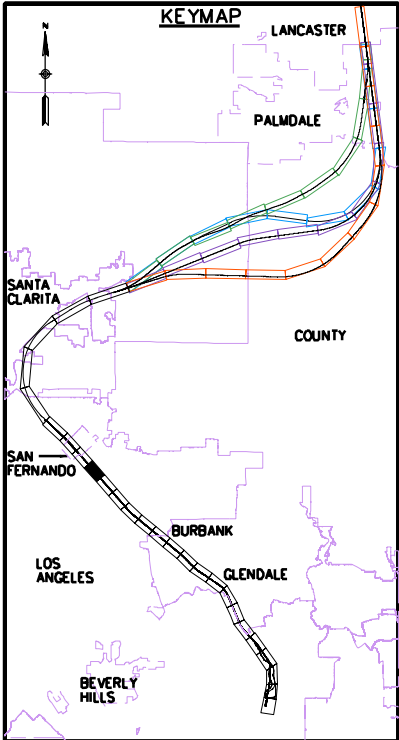 KEYMAP
N
LANCASTER
PALMDALE
SANTA
CLARITA
COUNTY
SAN
FERNANDO
BURBANK
LOS
ANGELES
GLENDALE
BEVERLY
HILLS